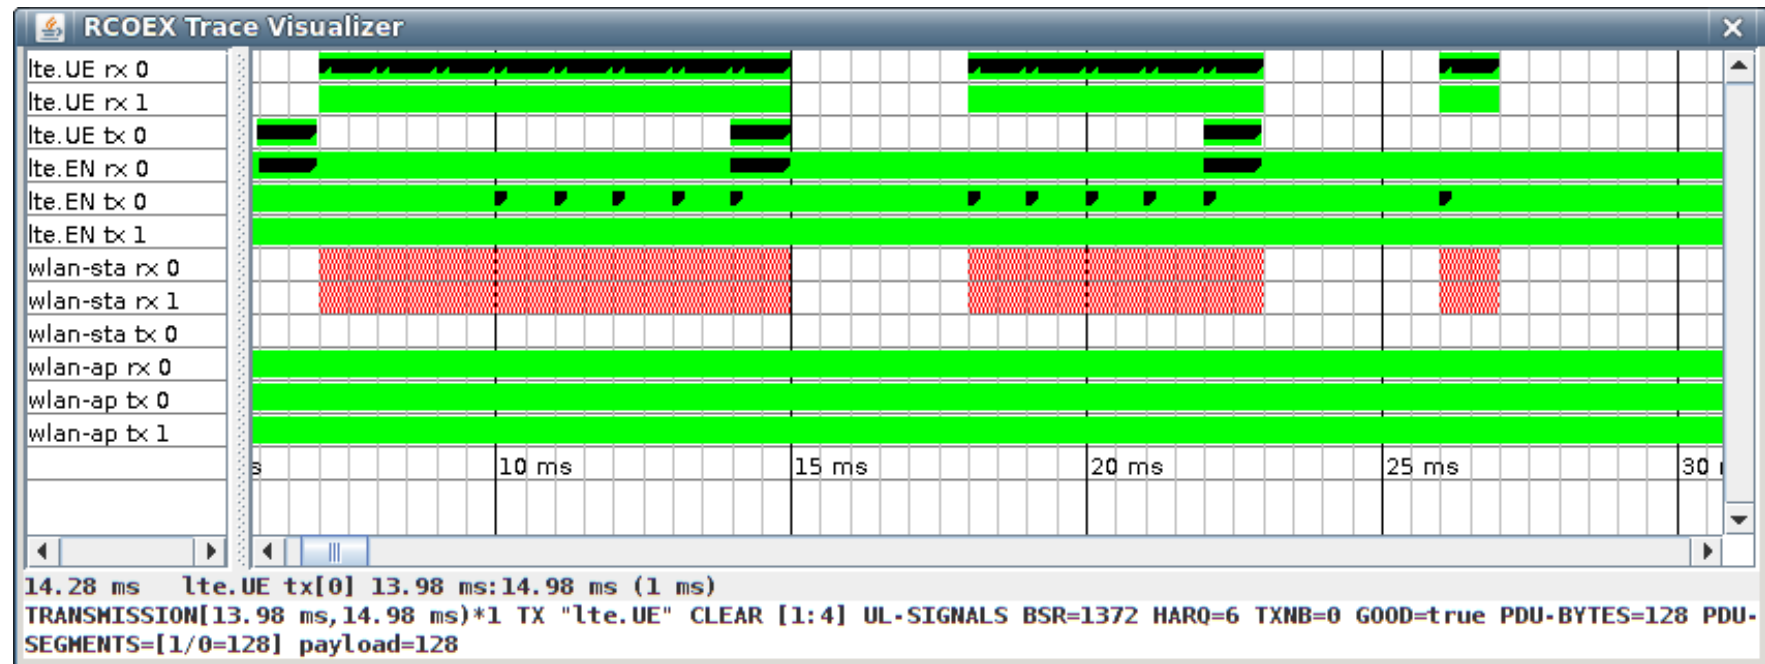 RCOEX Trace Visualizer
lte.UE rx 0
lte.UE rx 1
lte.UE tx 0
lte.EN rx 0
lte.EN tx 0
lte.EN tx 1
wlan-sta rx 0
wlan-sta rx 1
wlan-sta tx 0
wlan-ap rx 0
wlan-ap tx 0
wlan-ap tx 1
s 10 ms 15 ms 20 ms 25 ms 30
14.28 ms lte.UE tx[0] 13.98 ms:14.98 ms (1 ms)
TRANSMISSION[13.98 ms,14.98 ms)*1 TX "lte.UE" CLEAR [1:4] UL-SIGNALS BSR=1372 HARQ=6 TXNB=0 GOOD=true PDU-BYTES=128 PDU-
SEGMENTS=[1/0=128] payload=128